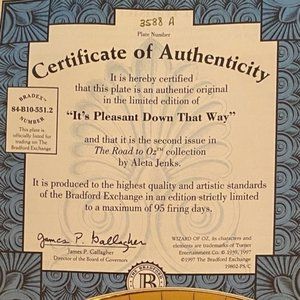 3588 A
Plate Number
Certificate of Authenticity
It is hereby certified
that this plate is an authentic original
in the limited edition of
"It's Pleasant Down That Way"
BRADEX
84-B10-551.2
NUMBER
This plate is
officially listed for
trading on The
Bradford Exchange
and that it is the second issue in
The Road to Oz™ collection
by Aleta Jenks.
It is produced to the highest quality and artistic standards
of the Bradford Exchange in an edition strictly limited
to a maximum of 95 firing days.
James P. Gallagher
James P. Gallagher
Director of the Board of Governors
WIZARD OF OZ, its characters and
elements are trademarks of Turner
Entertainment Co. © 1939, 1997
©1997 The Bradford Exchange
THE BRADFORD
B